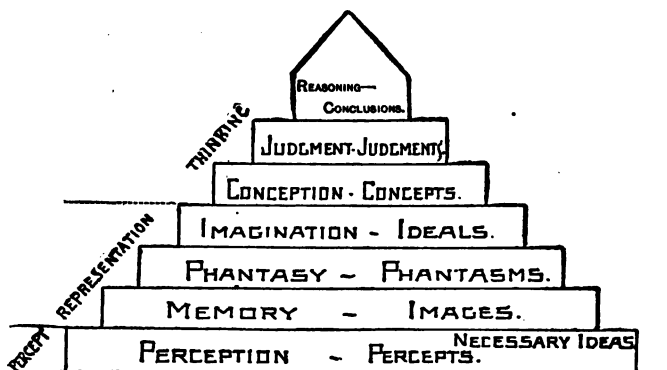 REASONING—
CONCLUSIONS.
THINKING
JUDGMENT-JUDGMENTS.
CONCEPTION - CONCEPTS.
IMAGINATION - IDEALS.
REPRESENTATION
PHANTASY - PHANTASMS.
MEMORY - IMAGES.
NECESSARY IDEAS
PERCEPT
PERCEPTION - PERCEPTS.